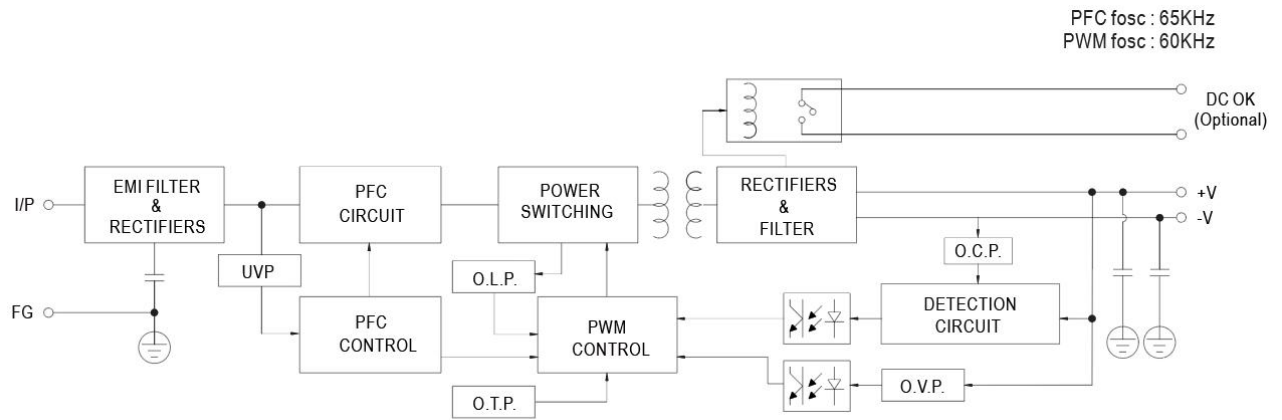 PFC fosc : 65KHz
PWM fosc : 60KHz
DC OK
(Optional)
I/P
EMI FILTER
&
RECTIFIERS
PFC
CIRCUIT
POWER
SWITCHING
RECTIFIERS
&
FILTER
+V
-V
UVP
O.L.P.
O.C.P.
FG
PFC
CONTROL
PWM
CONTROL
DETECTION
CIRCUIT
O.T.P.
O.V.P.